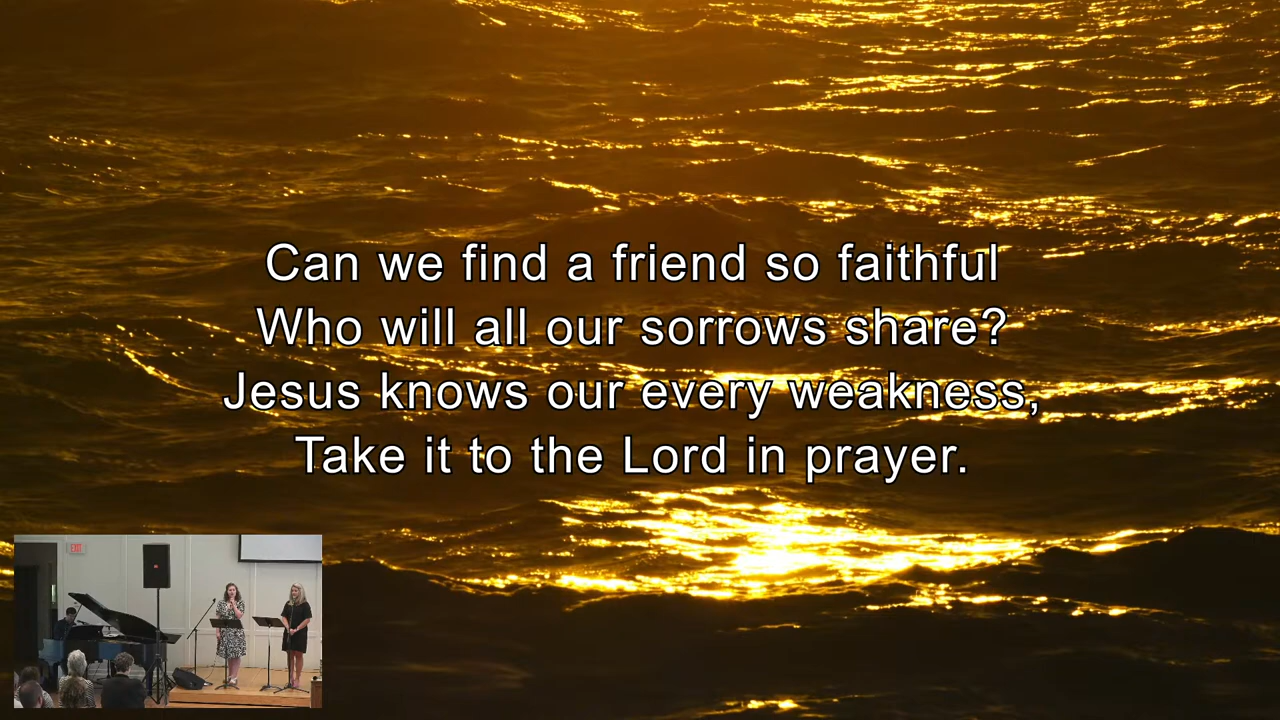 Can we find a friend so faithful
Who will all our sorrows share?
Jesus knows our every weakness,
Take it to the Lord in prayer.
EXIT